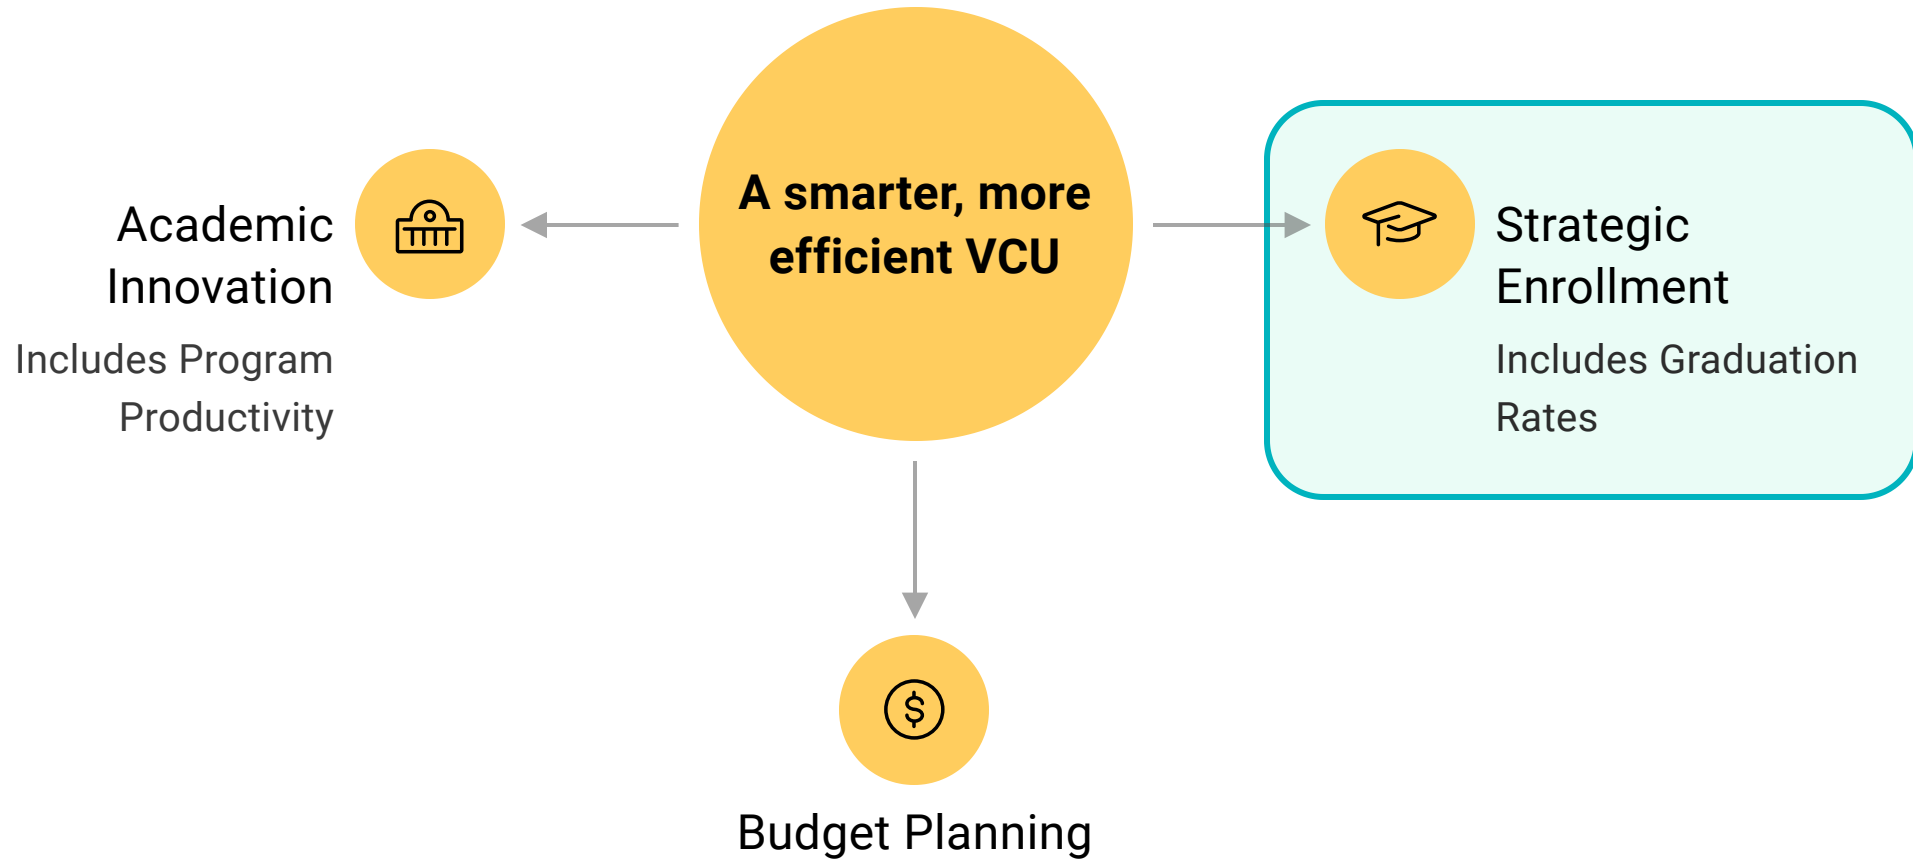 A smarter, more
efficient VCU
Academic
Innovation
Includes Program
Productivity
Strategic
Enrollment
Includes Graduation
Rates
$
Budget Planning